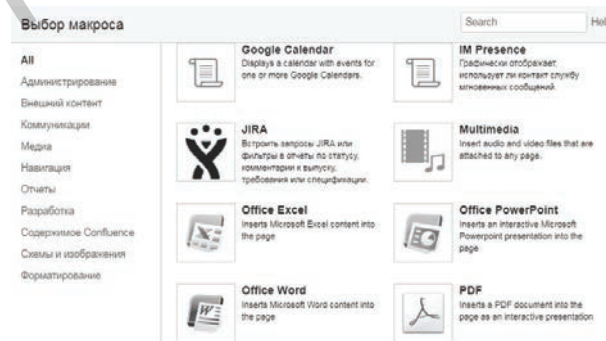 Выбор макроса
Search
Hel
All
Администрирование
Внешний контент
Коммуникации
Медиа
Навигация
Отчеты
Разработка
Содержимое Confluence
Схемы и изображения
Форматирование
Google Calendar
Displays a calendar with events for
one or more Google Calendars.
IM Presence
Графически отображает,
использует ли контакт службу
мгновенных сообщений.
JIRA
Встроить запросы JIRA или
фильтры в отчеты по статусу,
комментарии к выпуску,
требования или спецификации.
Multimedia
Insert audio and video files that are
attached to any page.
Office Excel
Inserts Microsoft Excel content into
the page
Office PowerPoint
Inserts an interactive Microsoft
Powerpoint presentation into the
page
Office Word
Inserts Microsoft Word content into
the page
PDF
Inserts a PDF document into the
page as an interactive presentation